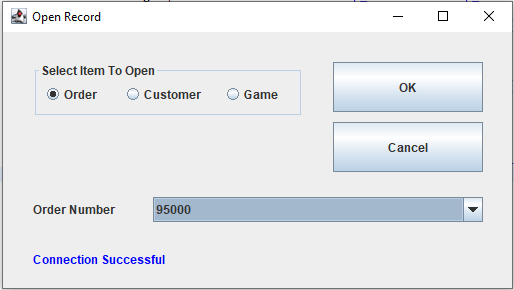 Open Record
Select Item To Open
Order Customer Game
OK
Cancel
Order Number 95000
Connection Successful